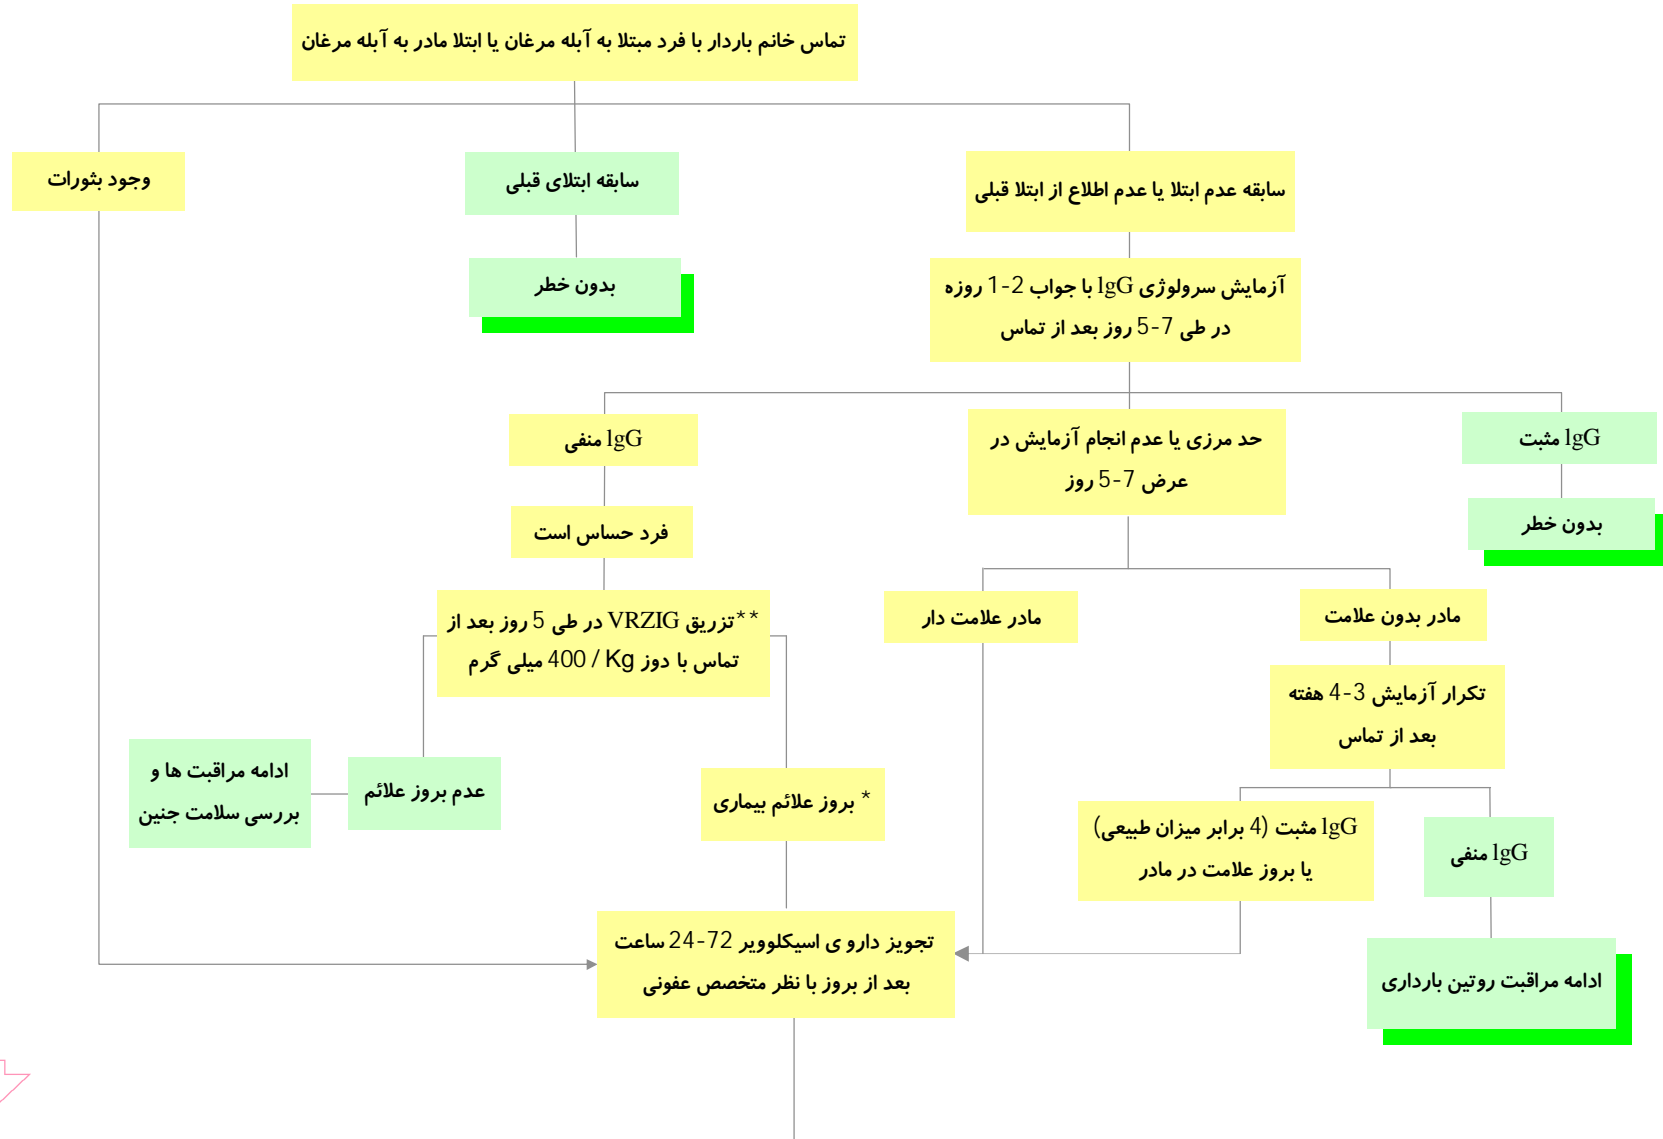 تماس خانم باردار با فرد مبتلا به آبله مرغان یا ابتلا مادر به آبله مرغان
سابقه عدم ابتلا یا عدم اطلاع از ابتلا قبلی
سابقه ابتلای قبلی
وجود بثورات
بدون خطر
آزمایش سرولوژی IgG با جواب 2-1 روزه
در طی 7-5 روز بعد از تماس
IgG مثبت
حد مرزی یا عدم انجام آزمایش در
عرض 7-5 روز
IgG منفی
بدون خطر
فرد حساس است
مادر بدون علامت
مادر علامت دار
**تزریق VRZIG در طی 5 روز بعد از
تماس با دوز 400 / Kg میلی گرم
تکرار آزمایش 3-4 هفته
بعد از تماس
* بروز علائم بیماری
عدم بروز علائم
ادامه مراقبت ها و
بررسی سلامت جنین
IgG منفی
IgG مثبت (4 برابر میزان طبیعی)
یا بروز علامت در مادر
تجویز دارو ی اسیکلوویر 72-24 ساعت
بعد از بروز با نظر متخصص عفونی
ادامه مراقبت روتین بارداری